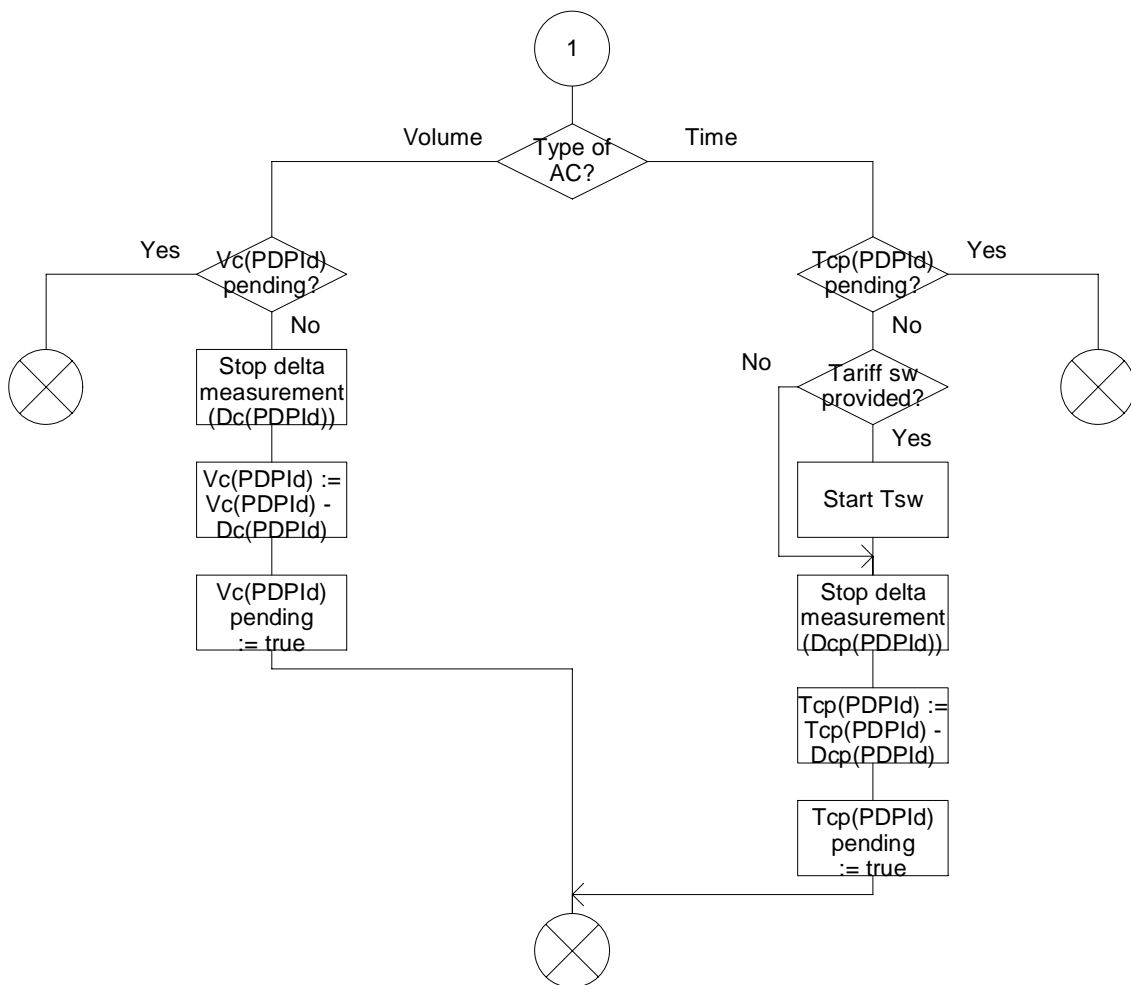 1
Volume
Type of
AC?
Time
Yes
Vc(PDPId)
pending?
Tcp(PDPId)
pending?
Yes
No
No
Stop delta
measurement
(Dc(PDPId))
No
Tariff sw
provided?
Yes
Vc(PDPId) :=
Vc(PDPId) -
Dc(PDPId)
Start Tsw
Vc(PDPId)
pending
:= true
Stop delta
measurement
(Dcp(PDPId))
Tcp(PDPId) :=
Tcp(PDPId) -
Dcp(PDPId)
Tcp(PDPId)
pending
:= true